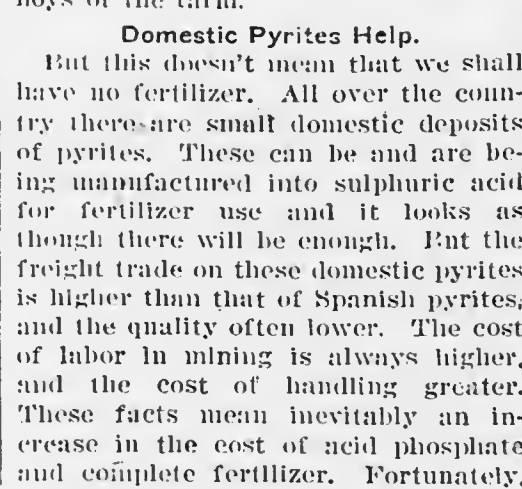 boys of the farm.
Domestic Pyrites Help.
But this doesn't mean that we shall
have no fertilizer. All over the coun-
try there are small domestic deposits
of pyrites. These can be and are be-
ing manufactured into sulphuric acid
for fertilizer use and it looks as
though there will be enough. But the
freight trade on these domestic pyrites
is higher than that of Spanish pyrites,
and the quality often lower. The cost
of labor in mining is always higher,
and the cost of handling greater.
These facts mean inevitably an in-
crease in the cost of acid phosphate
and complete fertilizer. Fortunately,